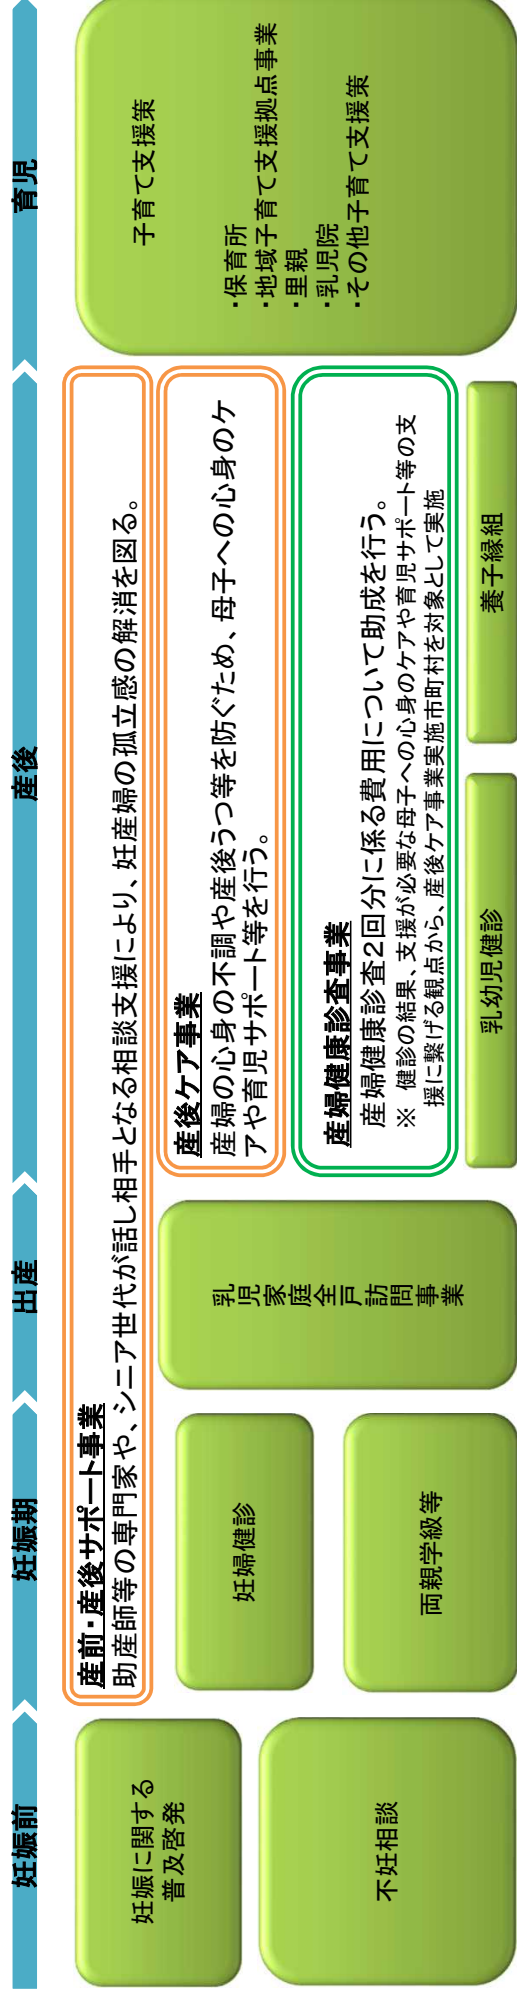 妊娠前
妊娠期
出産
産後
育児
妊娠に関する
普及啓発
不妊相談
産前・産後サポート事業
助産師等の専門家や、シニア世代が話し相手となる相談支援により、妊産婦の孤立感の解消を図る。
妊婦健診
両親学級等
乳児家庭全戸訪問事業
産後ケア事業
産婦の心身の不調や産後うつ等を防ぐため、母子への心身のケ
アや育児サポート等を行う。
産婦健康診査事業
産婦健康診査2回分に係る費用について助成を行う。
※ 健診の結果、支援が必要な母子への心身のケアや育児サポート等の支
援に繋げる観点から、産後ケア事業実施市町村を対象として実施
乳幼児健診
養子縁組
子育て支援策
・保育所
・地域子育て支援拠点事業
・里親
・乳児院
・その他子育て支援策